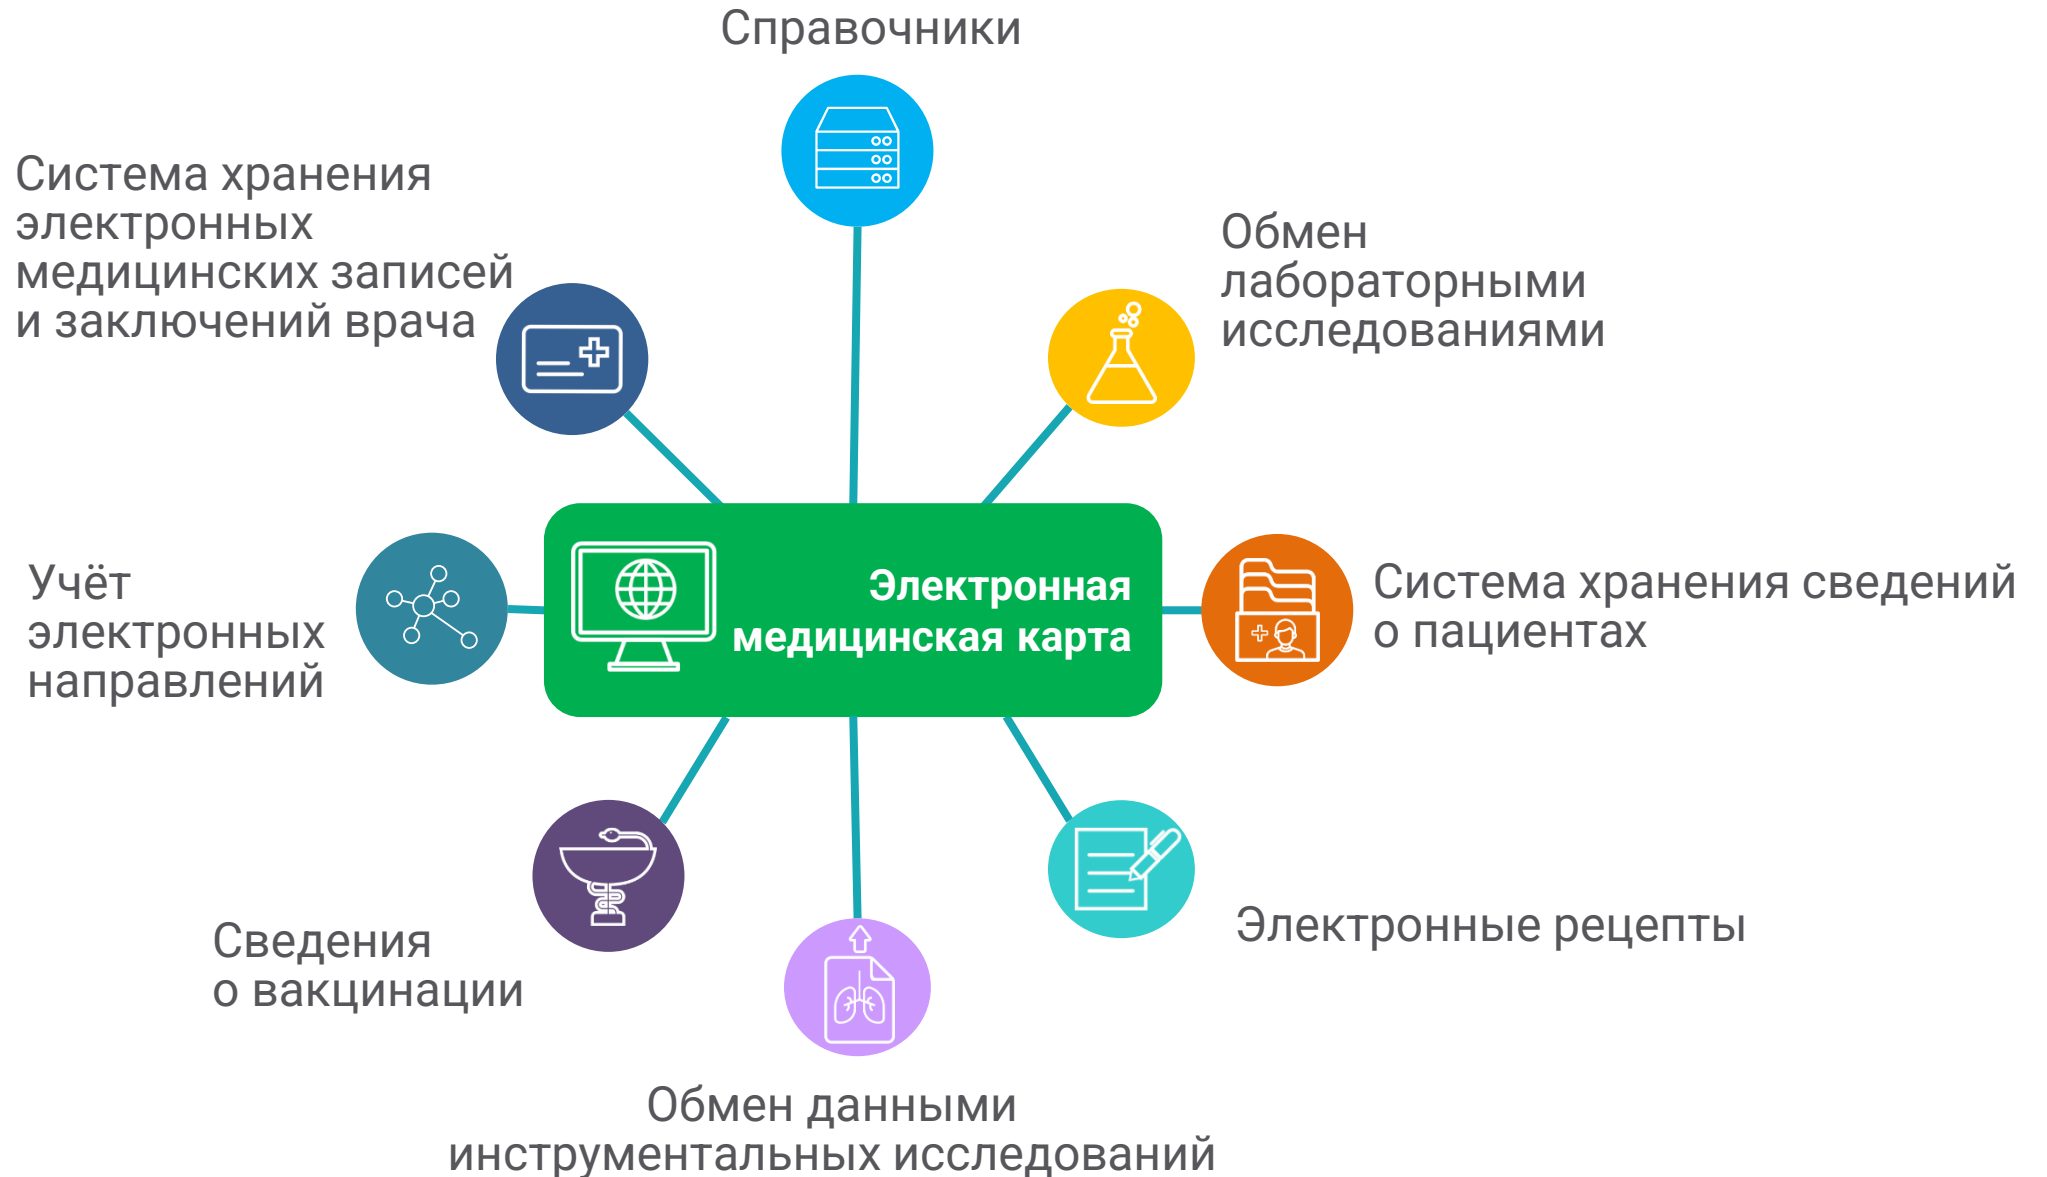 Справочники
Система хранения
электронных
медицинских записей
и заключений врача
Обмен
лабораторными
исследованиями
Учёт
электронных
направлений
Электронная
медицинская карта
Система хранения сведений
о пациентах
Сведения
о вакцинации
Электронные рецепты
Обмен данными
инструментальных исследований